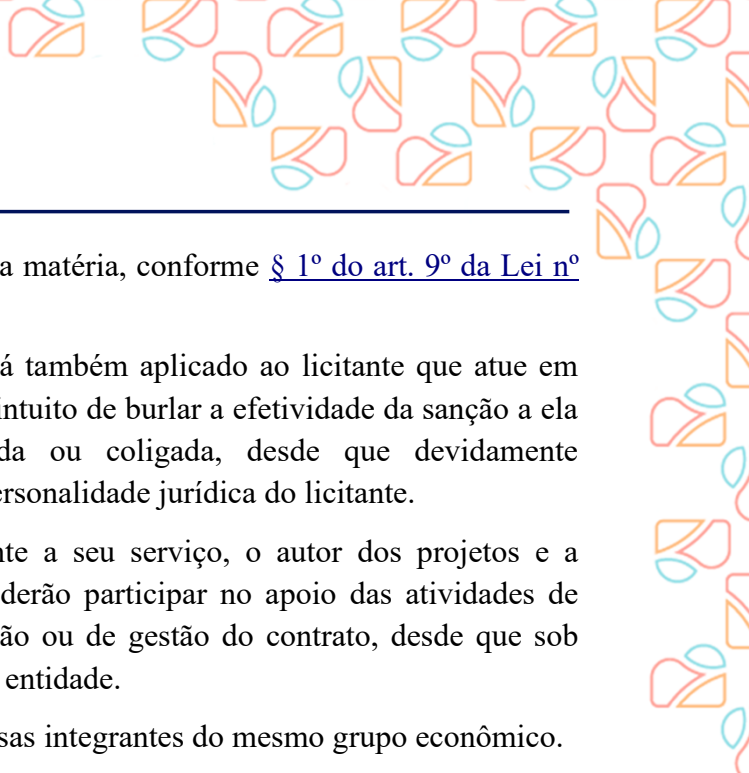 a matéria, conforme § 1º do art. 9º da Lei nº
á também aplicado ao licitante que atue em
intuito de burlar a efetividade da sanção a ela
da ou coligada, desde que devidamente
ersonalidade jurídica do licitante.
nte a seu serviço, o autor dos projetos e a
derão participar no apoio das atividades de
ão ou de gestão do contrato, desde que sob
entidade.
sas integrantes do mesmo grupo econômico.